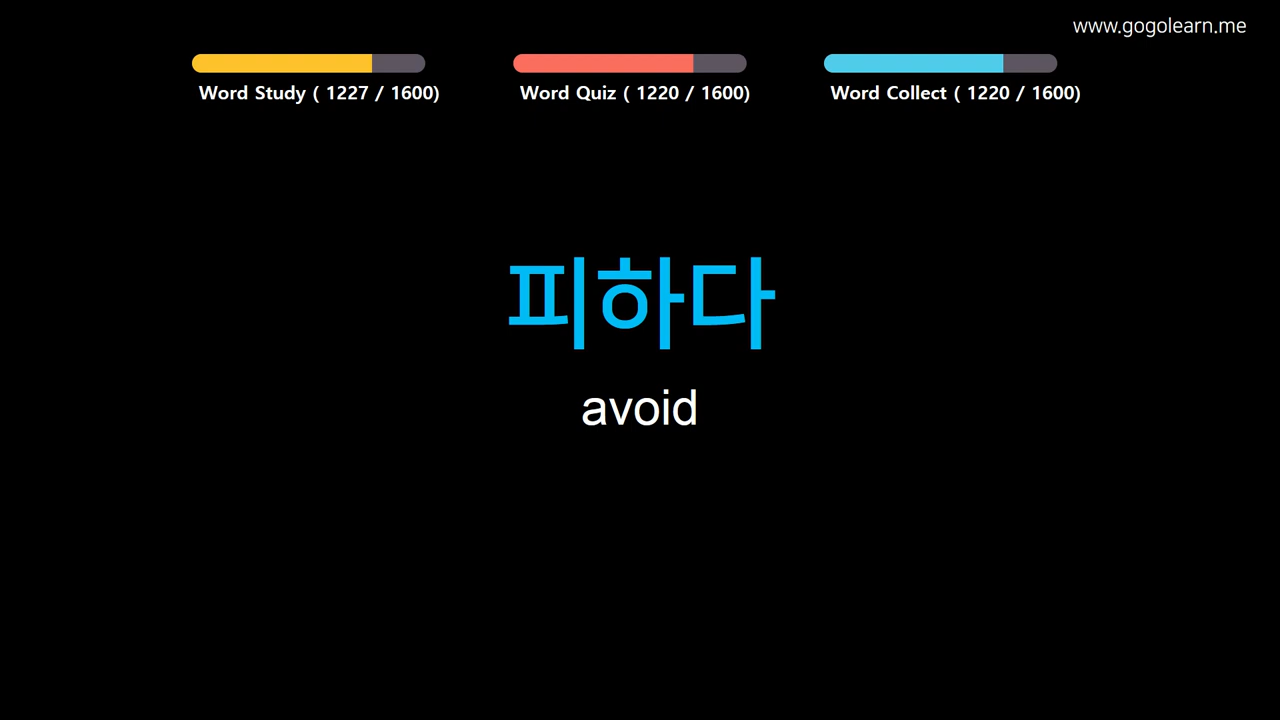 www.gogolearn.me
Word Study ( 1227 / 1600)
Word Quiz ( 1220 / 1600)
Word Collect ( 1220 / 1600)
피하다
avoid